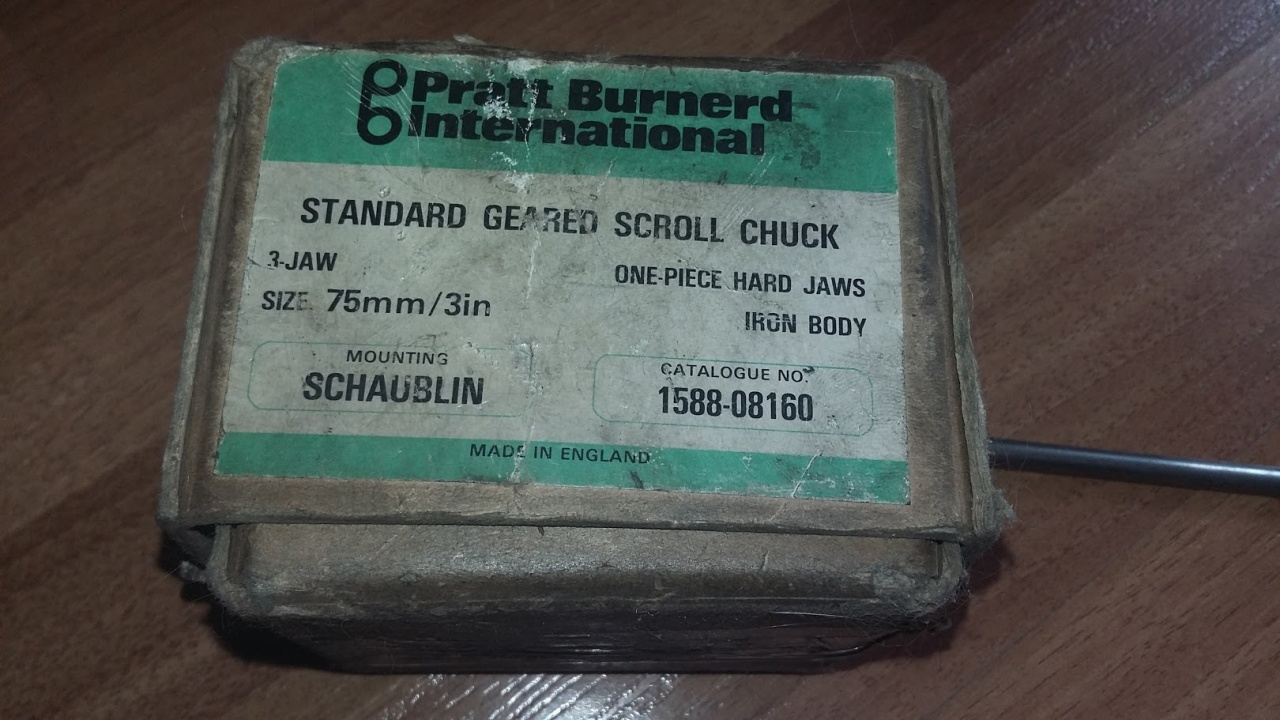 Pratt Burnerd
International
STANDARD GEARED SCROLL CHUCK
3-JAW
ONE-PIECE HARD JAWS
SIZE. 75mm/3in
IRON BODY
MOUNTING
SCHAUBLIN
CATALOGUE NO.
1588-08160
MADE IN ENGLAND